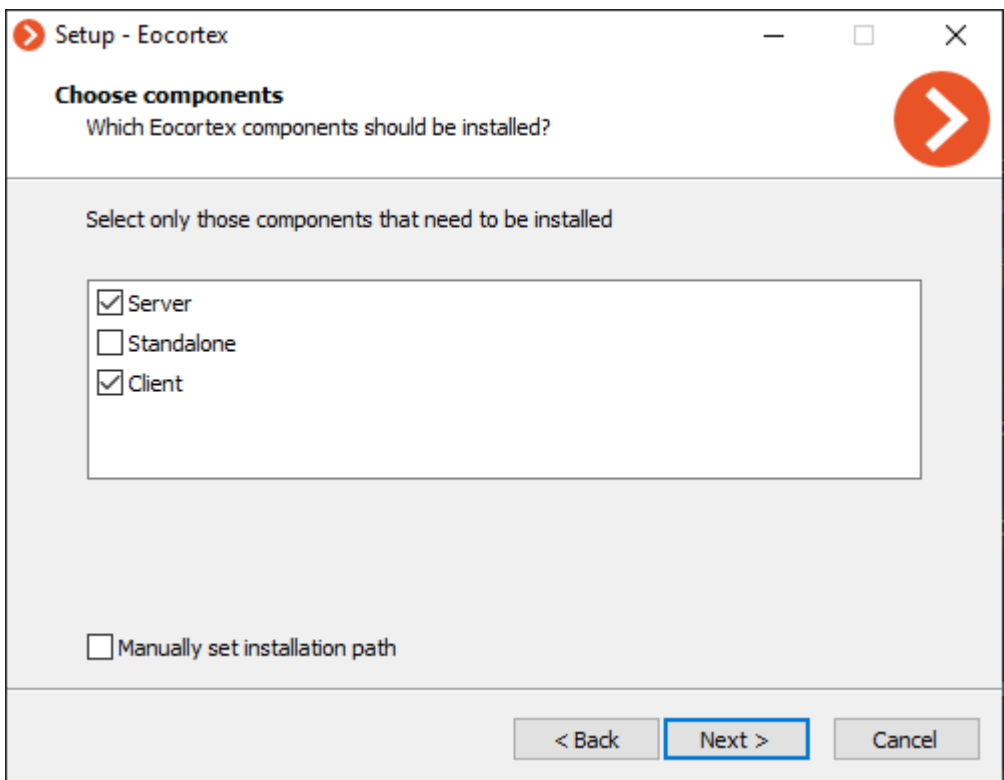 Setup - Eocortex
Choose components
Which Eocortex components should be installed?
Select only those components that need to be installed
Server
Standalone
Client
Manually set installation path
< Back Next > Cancel